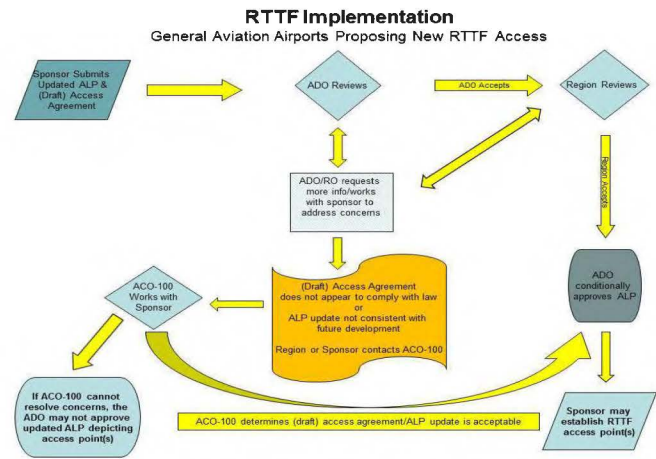 RTTF Implementation
General Aviation Airports Proposing New RTTF Access
Sponsor Submits
Updated ALP &
(Draft) Access
Agreement
ADO Reviews
ADO Accepts
Region Reviews
ADO/RO requests
more info/works
with sponsor to
address concerns
Region Accepts
ACO-100
Works with
Sponsor
(Draft) Access Agreement
does not appear to comply with law
or
ALP update not consistent with
future development
Region or Sponsor contacts ACO-100
ADO
conditionally
approves ALP
If ACO-100 cannot
resolve concerns, the
ADO may not approve
updated ALP depicting
access point(s)
ACO-100 determines (draft) access agreement/ALP update is acceptable
Sponsor may
establish RTTF
access point(s)